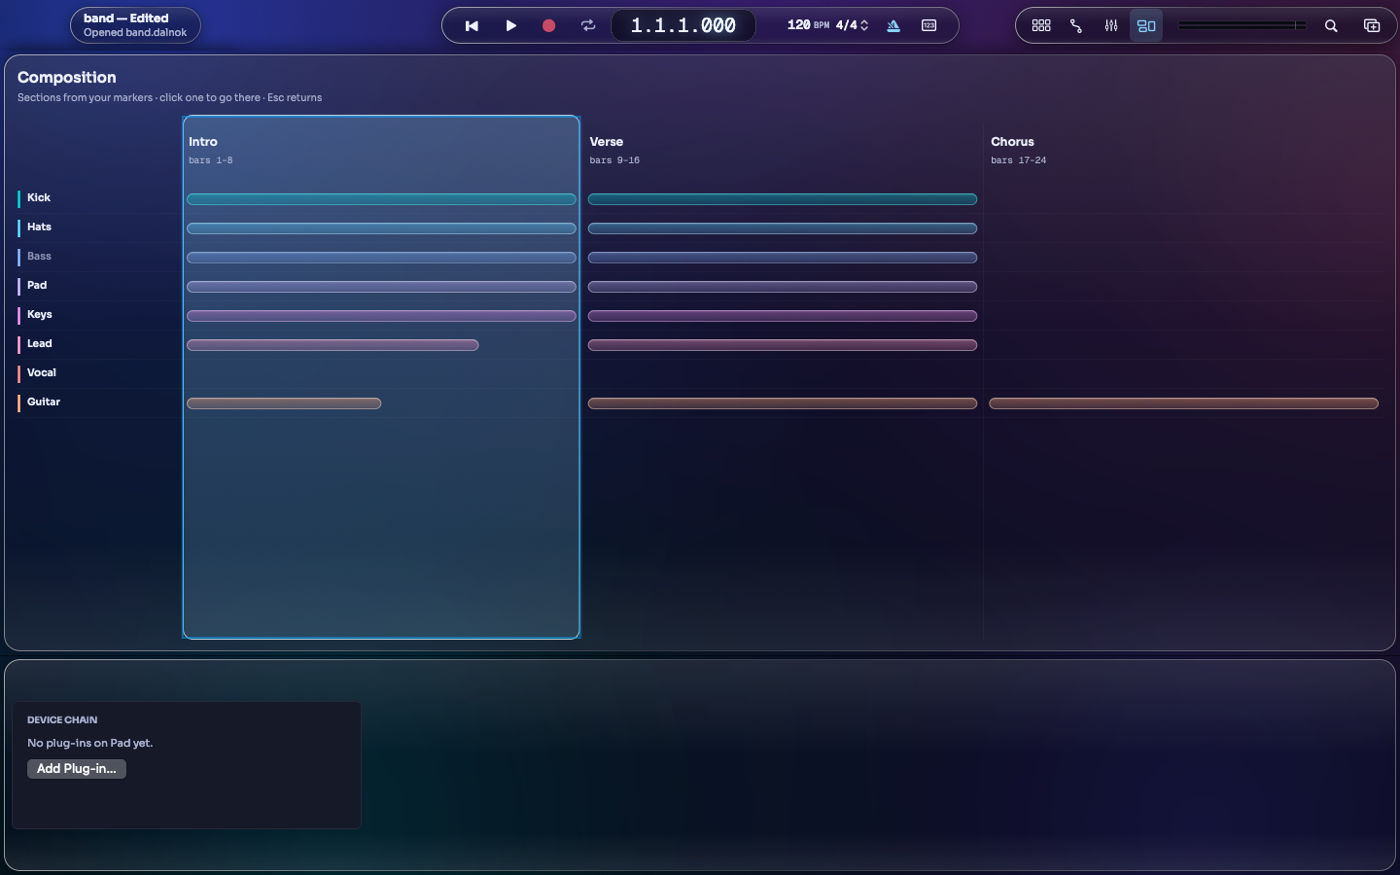 band — Edited
Opened band.dalnok
1.1.1.000
120 BPM 4/4
123
Composition
Sections from your markers · click one to go there · Esc returns
Intro
bars 1-8
Verse
bars 9-16
Chorus
bars 17-24
Kick
Hats
Bass
Pad
Keys
Lead
Vocal
Guitar
DEVICE CHAIN
No plug-ins on Pad yet.
Add Plug-in...